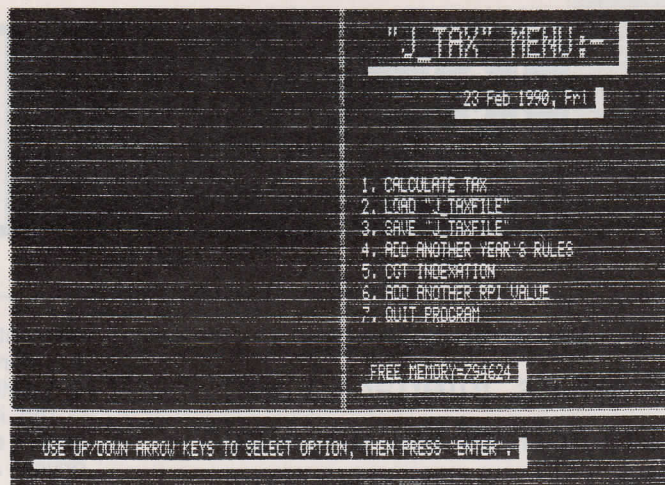 "J_TAX" MENU:-
23 Feb 1990, Fri
1. CALCULATE TAX
2. LOAD "J_TAXFILE"
3. SAVE "J_TAXFILE"
4. ADD ANOTHER YEAR'S RULES
5. CGT INDEXATION
6. ADD ANOTHER RPI VALUE
7. QUIT PROGRAM
FREE MEMORY=794624
USE UP/DOWN ARROW KEYS TO SELECT OPTION, THEN PRESS "ENTER".